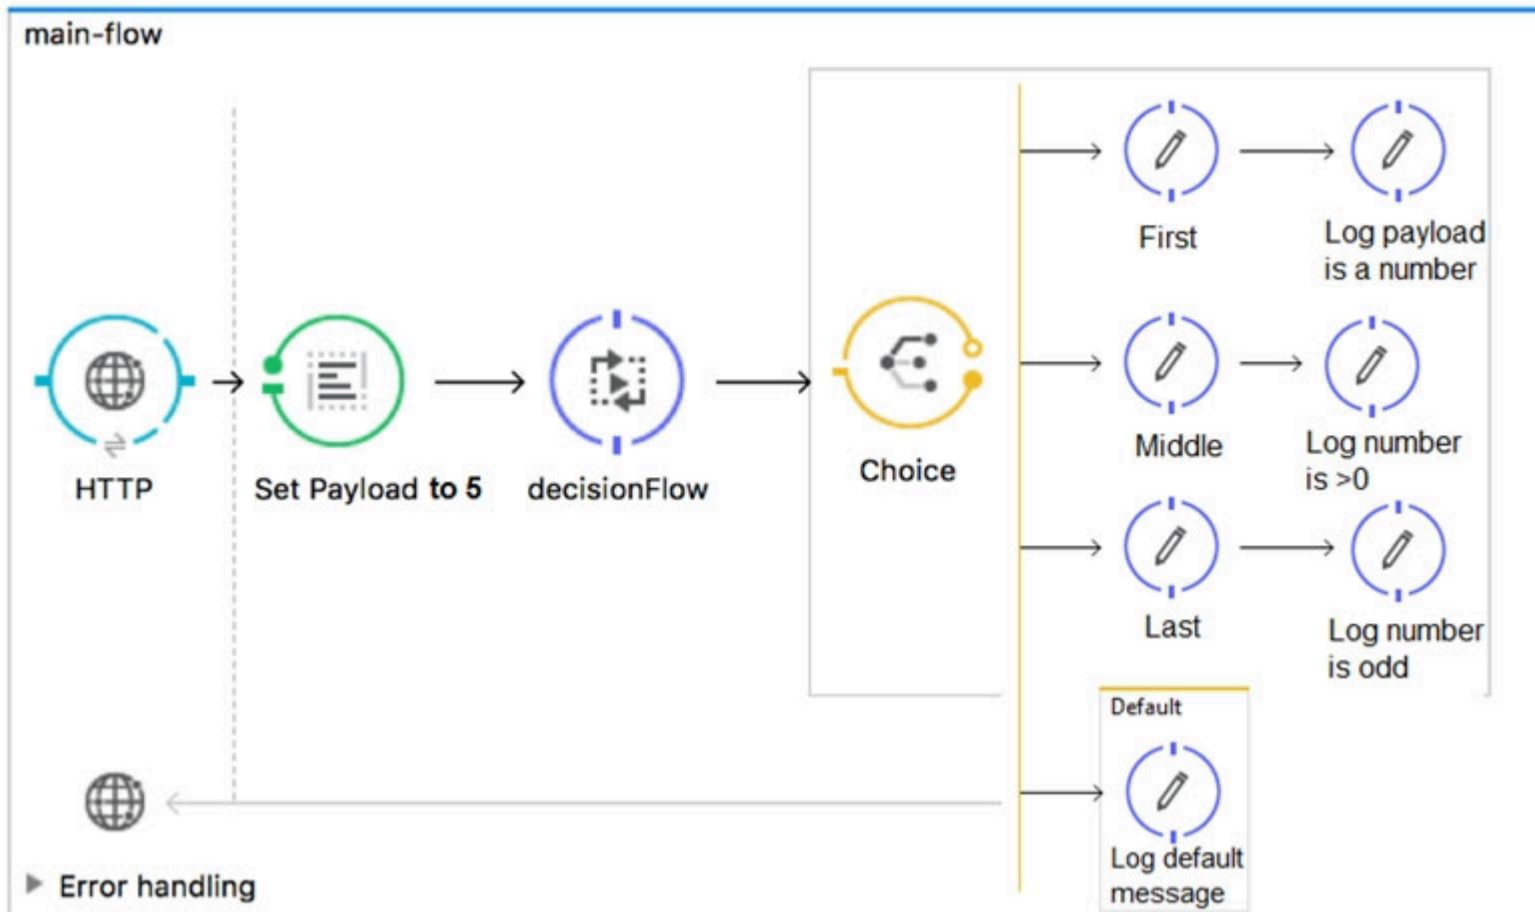 main-flow
HTTP
Set Payload to 5
decisionFlow
Choice
First
Log payload
is a number
Middle
Log number
is >0
Last
Log number
is odd
Default
Log default
message
Error handling